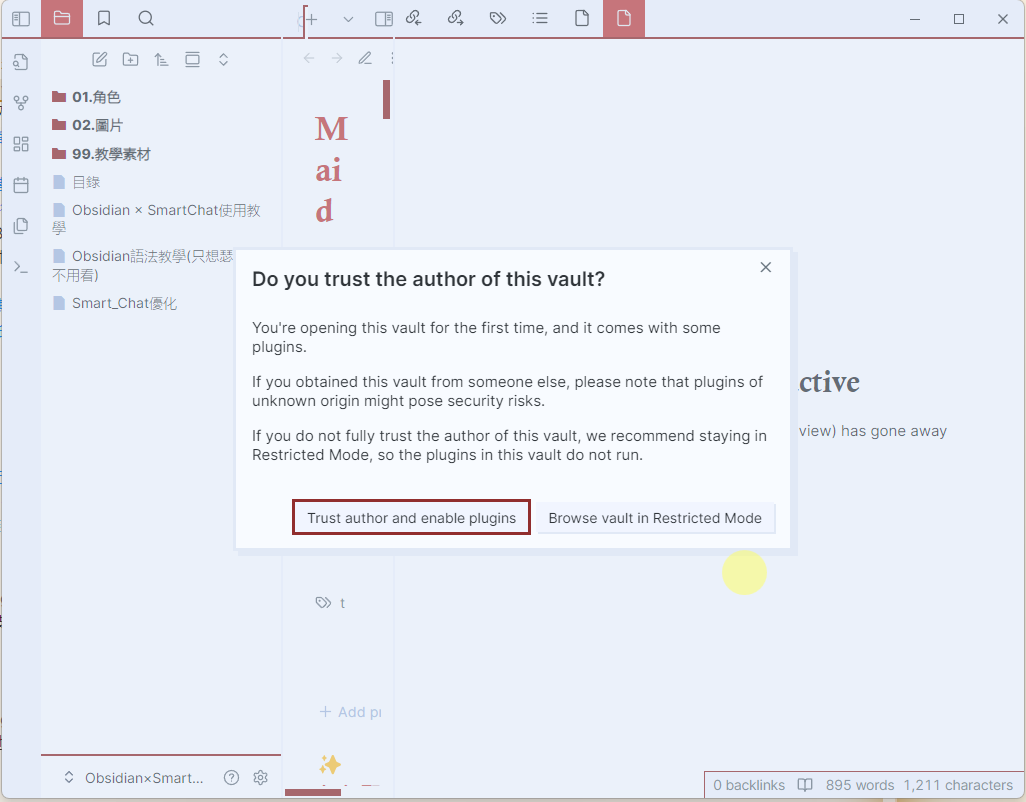 01.角色
02.圖片
99.教學素材
目錄
Obsidian × SmartChat使用教
學
Obsidian語法教學(只想瑟
不用看)
Smart_Chat優化
Obsidian×Smart...
M
ai
d
t
Add
Do you trust the author of this vault?
You're opening this vault for the first time, and it comes with some
plugins.
If you obtained this vault from someone else, please note that plugins of
unknown origin might pose security risks.
If you do not fully trust the author of this vault, we recommend staying in
Restricted Mode, so the plugins in this vault do not run.
Trust author and enable plugins
Browse vault in Restricted Mode
ctive
view) has gone away
0 backlinks
895 words
1,211 characters